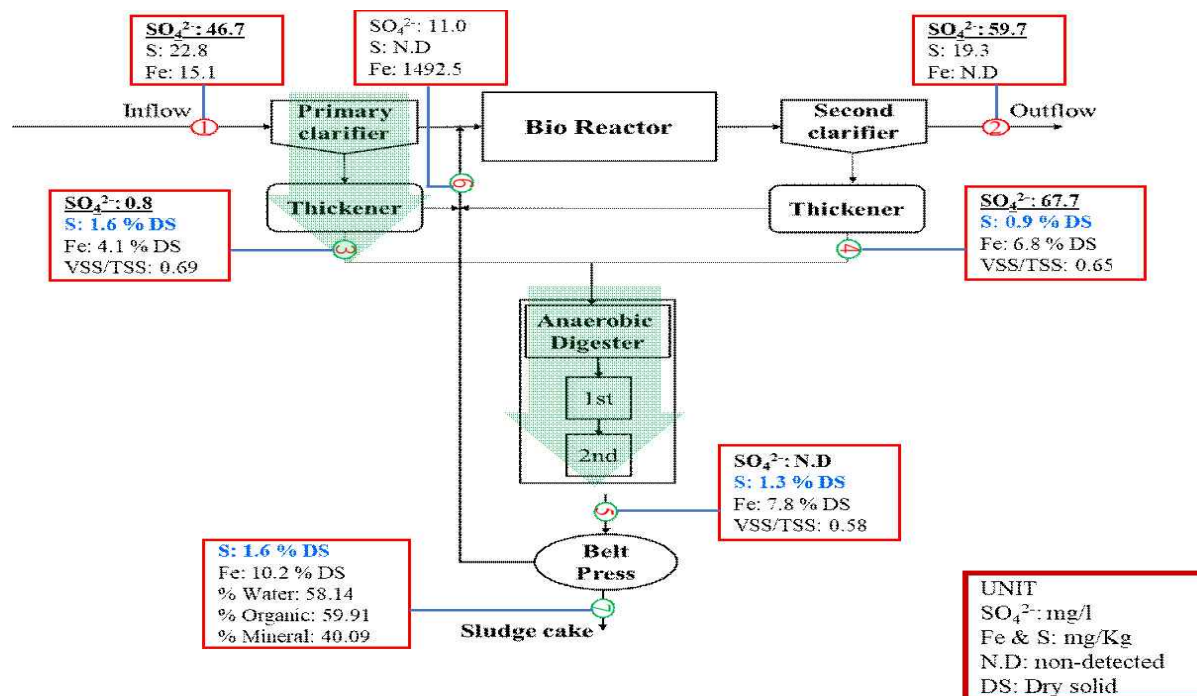 SO₄²⁻: 46.7
S: 22.8
Fe: 15.1
SO₄²⁻: 11.0
S: N.D
Fe: 1492.5
SO₄²⁻: 59.7
S: 19.3
Fe: N.D
Inflow
1
Primary
clarifier
Bio Reactor
Second
clarifier
2
Outflow
6
SO₄²⁻: 0.8
S: 1.6 % DS
Fe: 4.1 % DS
VSS/TSS: 0.69
Thickener
3
Thickener
4
SO₄²⁻: 67.7
S: 0.9 % DS
Fe: 6.8 % DS
VSS/TSS: 0.65
Anaerobic
Digester
1st
2nd
SO₄²⁻: N.D
S: 1.3 % DS
Fe: 7.8 % DS
VSS/TSS: 0.58
5
Belt
Press
S: 1.6 % DS
Fe: 10.2 % DS
% Water: 58.14
% Organic: 59.91
% Mineral: 40.09
7
Sludge cake
UNIT
SO₄²⁻: mg/l
Fe & S: mg/Kg
N.D: non-detected
DS: Dry solid